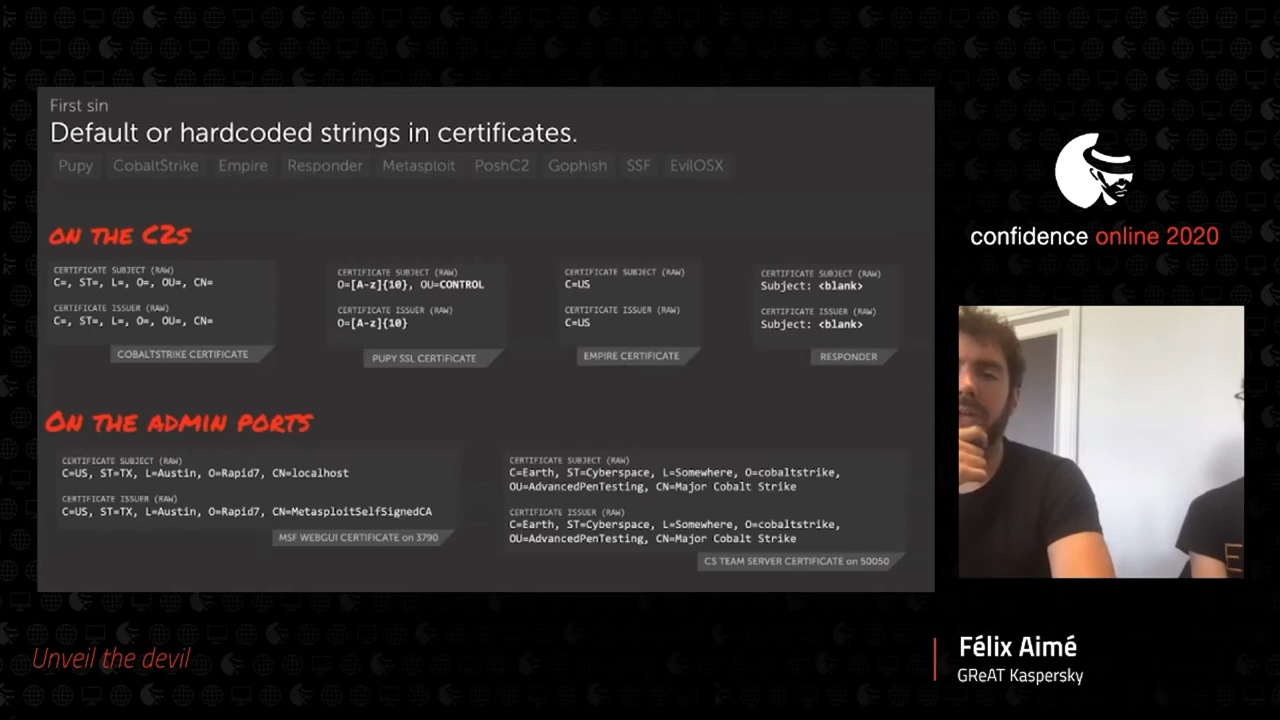 First sin
Default or hardcoded strings in certificates.
Pupy CobaltStrike Empire Responder Metasploit PoshC2 Gophish SSF EvilOSX
ON THE C2S
CERTIFICATE SUBJECT (RAW)
C=, ST=, L=, O=, OU=, CN=
CERTIFICATE ISSUER (RAW)
C=, ST=, L=, O=, OU=, CN=
COBALTSTRIKE CERTIFICATE
CERTIFICATE SUBJECT (RAW)
O=[A-z]{10}, OU=CONTROL
CERTIFICATE ISSUER (RAW)
O=[A-z]{10}
PUPY SSL CERTIFICATE
CERTIFICATE SUBJECT (RAW)
C=US
CERTIFICATE ISSUER (RAW)
C=US
EMPIRE CERTIFICATE
CERTIFICATE SUBJECT (RAW)
Subject: <blank>
CERTIFICATE ISSUER (RAW)
Subject: <blank>
RESPONDER
ON THE ADMIN PORTS
CERTIFICATE SUBJECT (RAW)
C=US, ST=TX, L=Austin, O=Rapid7, CN=localhost
CERTIFICATE ISSUER (RAW)
C=US, ST=TX, L=Austin, O=Rapid7, CN=MetasploitSelfSignedCA
MSF WEBGUI CERTIFICATE on 3790
CERTIFICATE SUBJECT (RAW)
C=Earth, ST=Cyberspace, L=Somewhere, O=cobaltstrike,
OU=AdvancedPenTesting, CN=Major Cobalt Strike
CERTIFICATE ISSUER (RAW)
C=Earth, ST=Cyberspace, L=Somewhere, O=cobaltstrike,
OU=AdvancedPenTesting, CN=Major Cobalt Strike
CS TEAM SERVER CERTIFICATE on 50050
confidence online 2020
Unveil the devil
Félix Aimé
GReAT Kaspersky